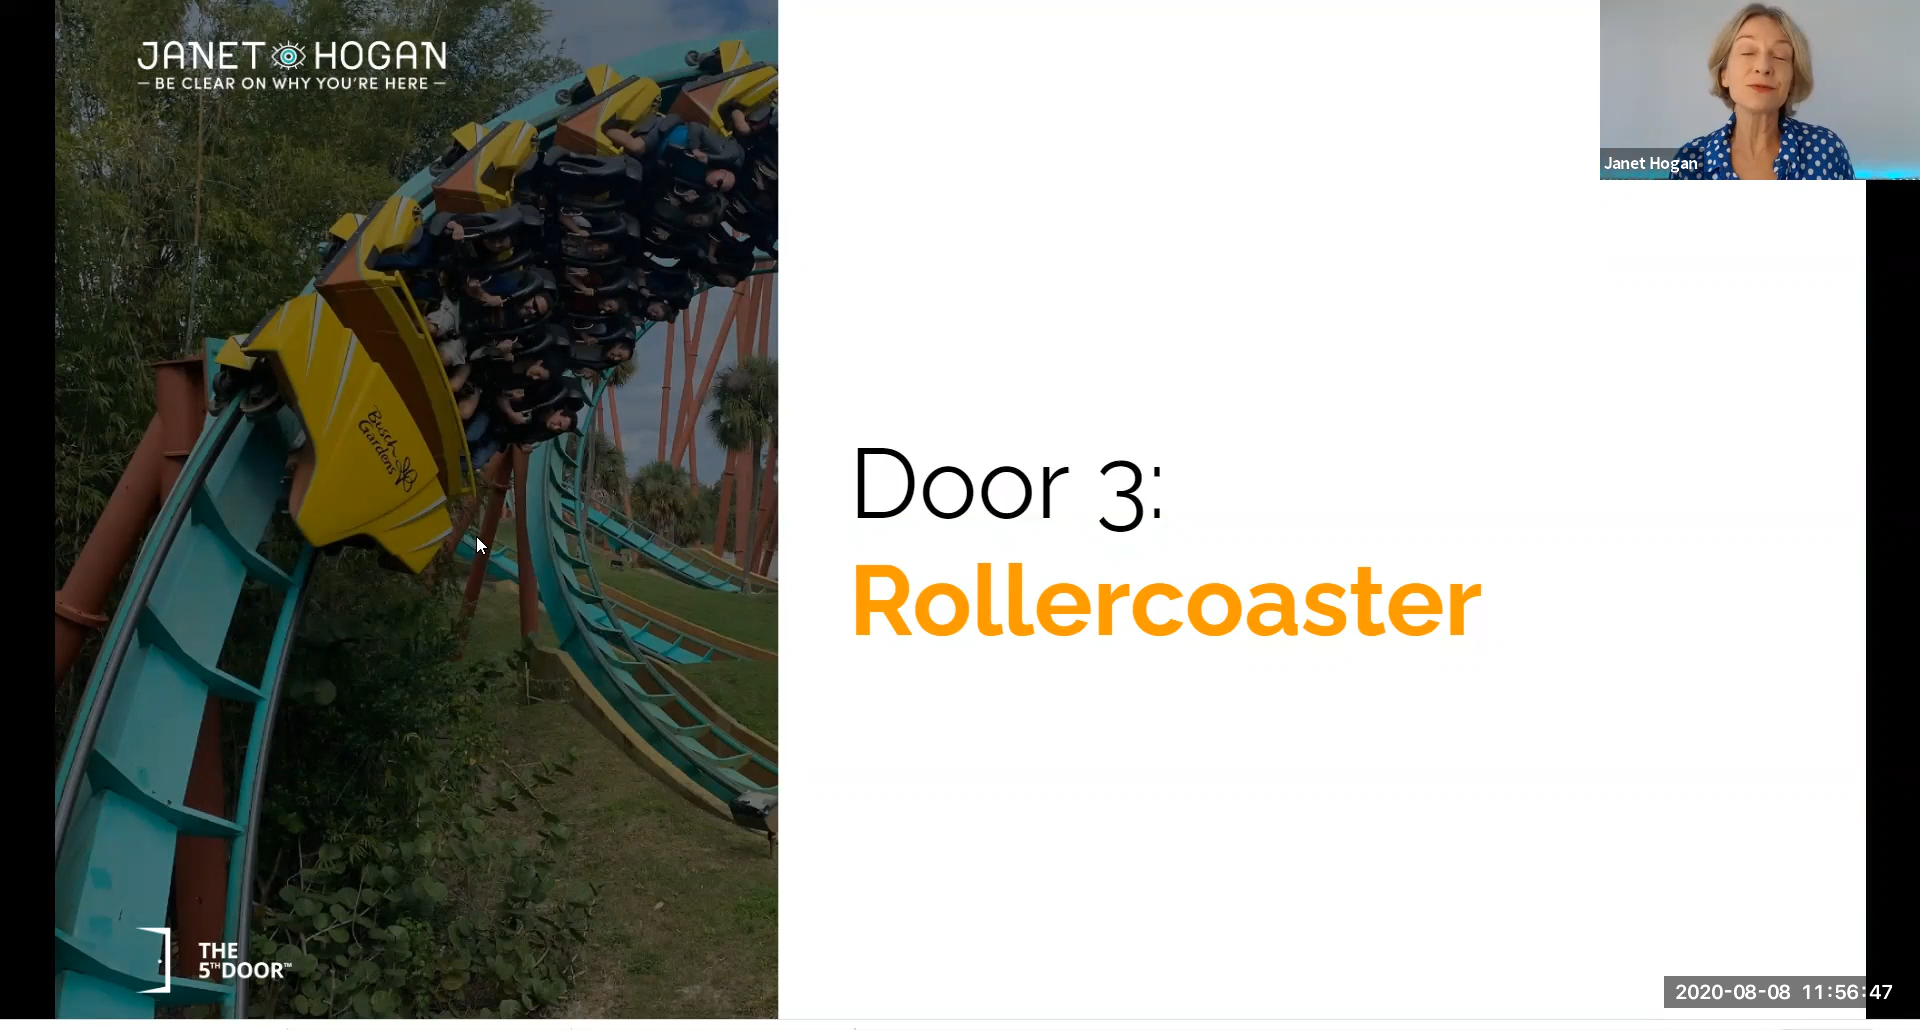 JANET HOGAN
— BE CLEAR ON WHY YOU'RE HERE —
Janet Hogan
Busch
Gardens
Door 3:
Rollercoaster
THE
5TH DOOR™
2020-08-08 11:56:47